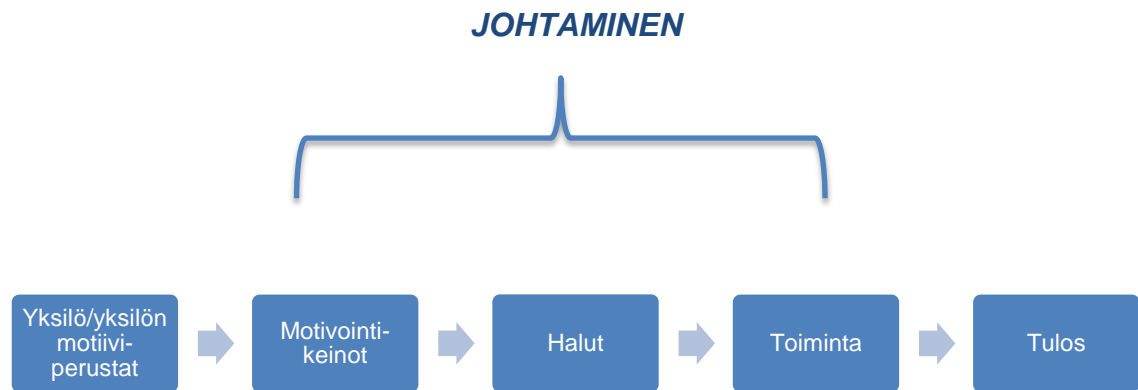 JOHTAMINEN
Yksilö/yksilön
motiivi-
perustat
Motivointi-
keinot
Halut
Toiminta
Tulos